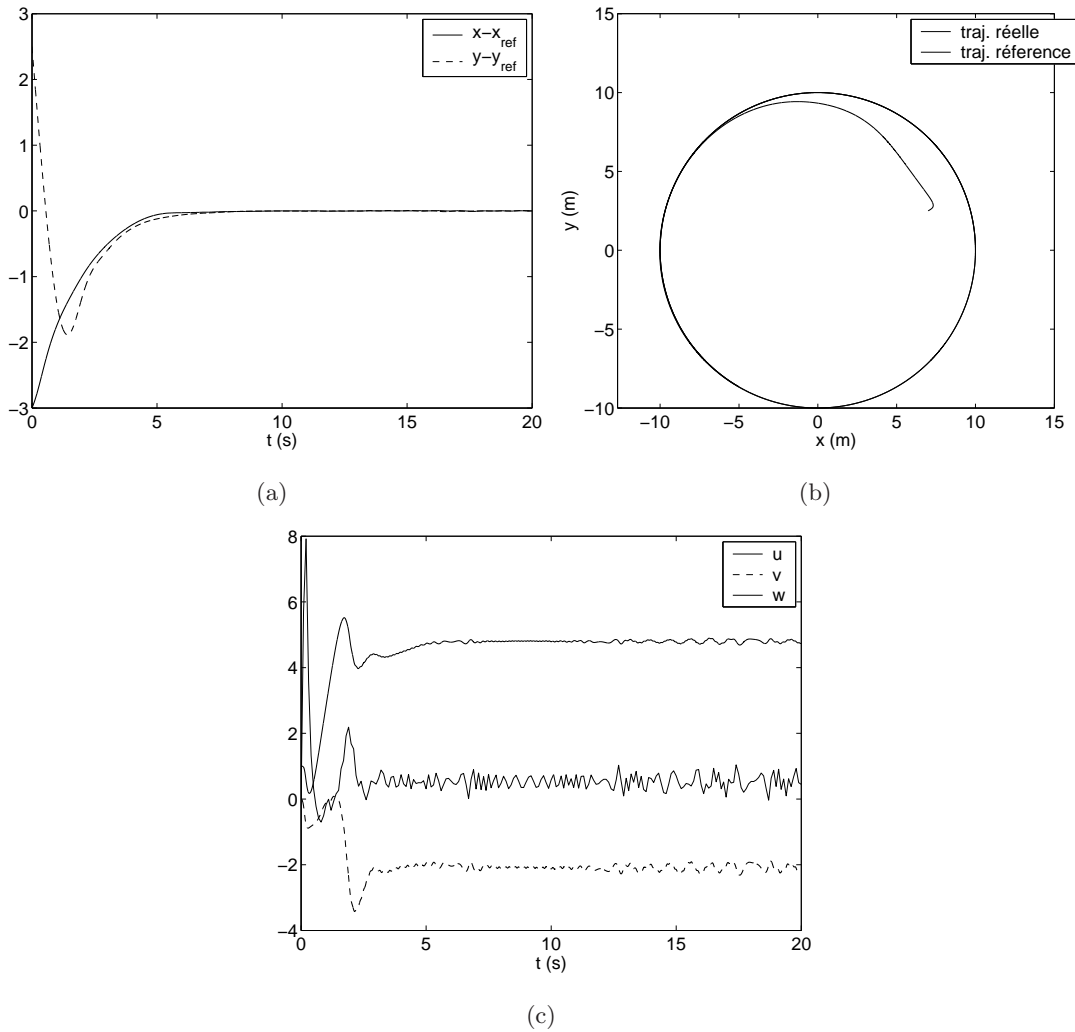 3
2
1
0
−1
−2
−3
0 5 10 15 20
t (s)
x−x_ref
y−y_ref
(a)
15
10
5
0
−5
−10
−10 −5 0 5 10 15
x (m)
y (m)
traj. réelle
traj. réference
(b)
8
6
4
2
0
−2
−4
0 5 10 15 20
t (s)
u
v
w
(c)